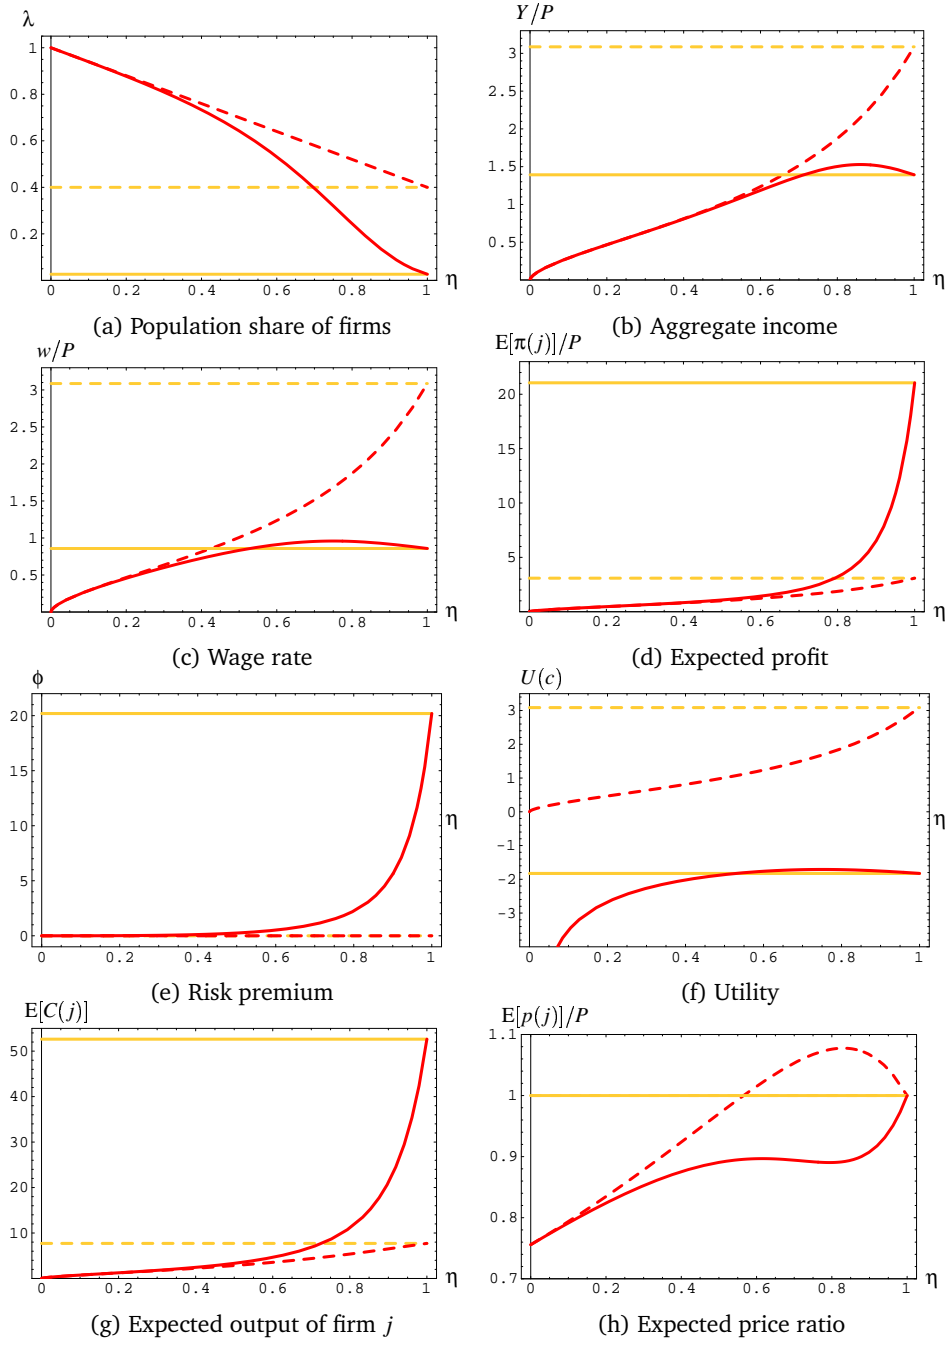 λ
1
0.8
0.6
0.4
0.2
0 0.2 0.4 0.6 0.8 1 η
(a) Population share of firms
Y/P
3
2.5
2
1.5
1
0.5
0 0.2 0.4 0.6 0.8 1 η
(b) Aggregate income
w/P
3
2.5
2
1.5
1
0.5
0 0.2 0.4 0.6 0.8 1 η
(c) Wage rate
E[π(j)]/P
20
15
10
5
0 0.2 0.4 0.6 0.8 1 η
(d) Expected profit
ϕ
20
15
10
5
0
0 0.2 0.4 0.6 0.8 1
η
(e) Risk premium
U(c)
3
2
1
0
-1
-2
-3
0 0.2 0.4 0.6 0.8 1
η
(f) Utility
E[C(j)]
50
40
30
20
10
0 0.2 0.4 0.6 0.8 1 η
(g) Expected output of firm j
E[p(j)]/P
1.1
1
0.9
0.8
0.7
0 0.2 0.4 0.6 0.8 1 η
(h) Expected price ratio